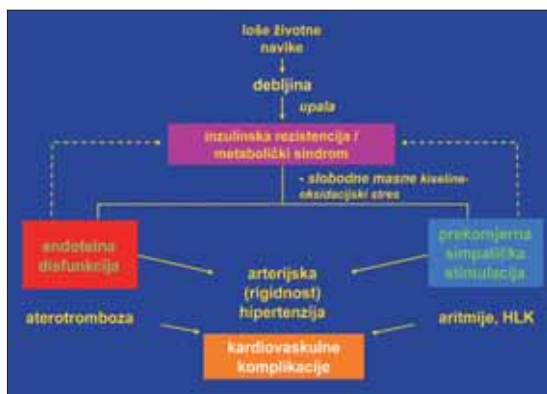 loše životne
navike
debljina
upala
inzulinska rezistencija /
metabolički sindrom
- slobodne masne kiseline-
oksidacijski stres
endotelna
disfunkcija
prekomjerna
simpatička
stimulacija
arterijska
(rigidnost)
hipertenzija
aterotromboza
aritmije, HLK
kardiovaskulne
komplikacije